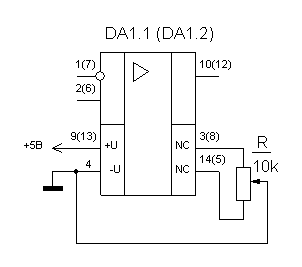 DA1.1 (DA1.2)
1(7)
10(12)
2(6)
9(13)
3(8)
R
+5В
+U
NC
10k
4
14(5)
-U
NC